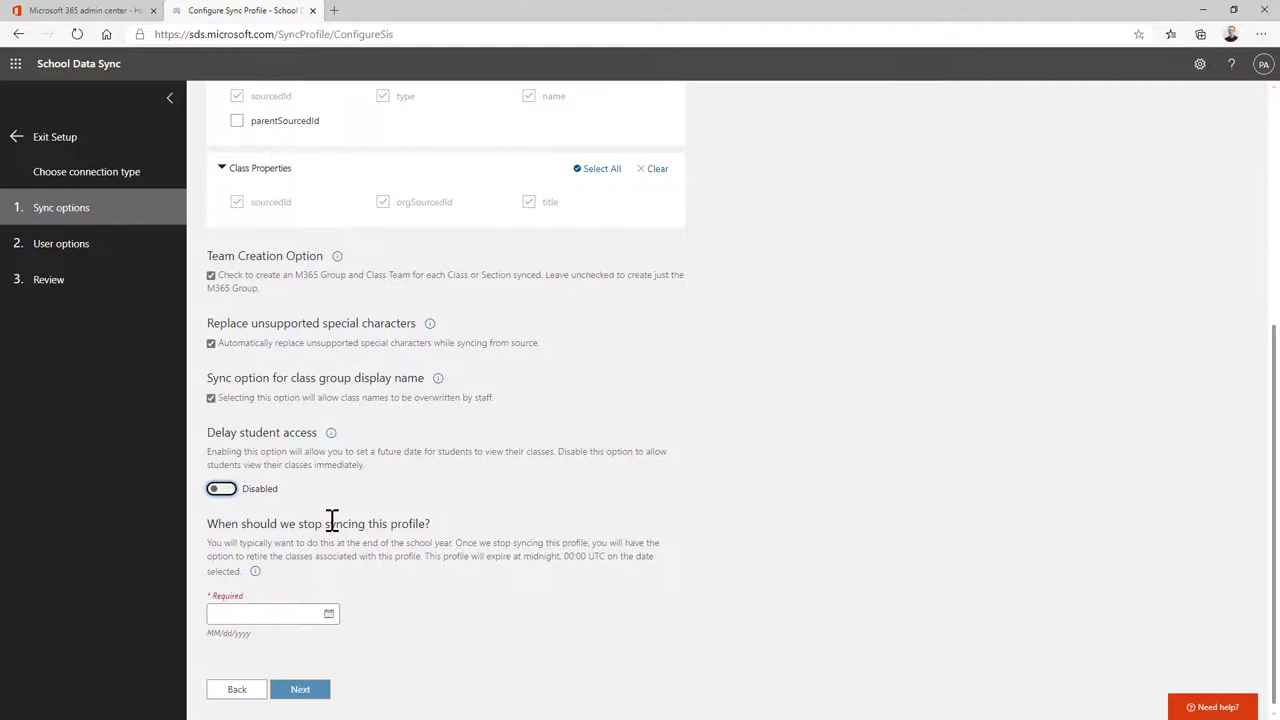 Microsoft 365 admin center - H
Configure Sync Profile - School D
https://sds.microsoft.com/SyncProfile/ConfigureSis
School Data Sync
PA
Exit Setup
Choose connection type
1. Sync options
2. User options
3. Review
sourcedId type name
parentSourcedId
Class Properties Select All Clear
sourcedId orgSourcedId title
Team Creation Option
Check to create an M365 Group and Class Team for each Class or Section synced. Leave unchecked to create just the
M365 Group.
Replace unsupported special characters
Automatically replace unsupported special characters while syncing from source.
Sync option for class group display name
Selecting this option will allow class names to be overwritten by staff.
Delay student access
Enabling this option will allow you to set a future date for students to view their classes. Disable this option to allow
students view their classes immediately.
Disabled
When should we stop syncing this profile?
You will typically want to do this at the end of the school year. Once we stop syncing this profile, you will have the
option to retire the classes associated with this profile. This profile will expire at midnight, 00:00 UTC on the date
selected.
* Required
MM/dd/yyyy
Back Next
Need help?